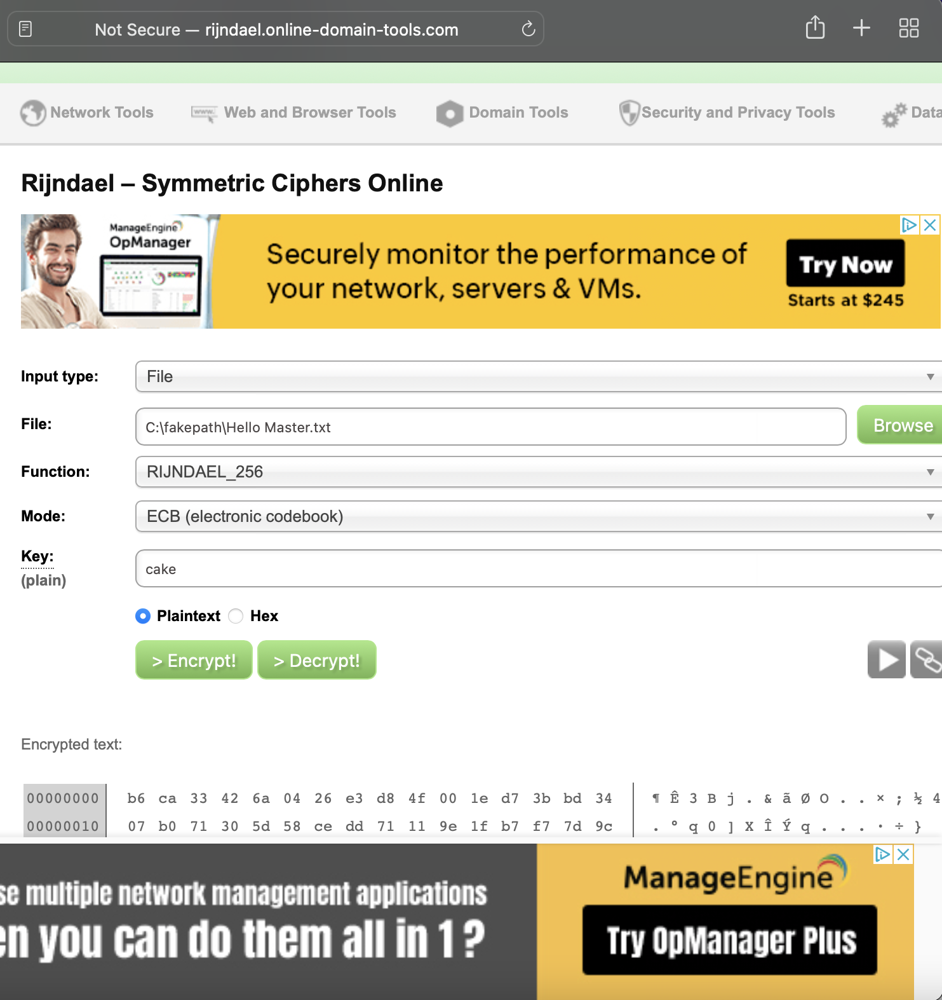 Not Secure — rijndael.online-domain-tools.com
Network Tools
Web and Browser Tools
Domain Tools
Security and Privacy Tools
Data
Rijndael – Symmetric Ciphers Online
ManageEngine
OpManager
Securely monitor the performance of
your network, servers & VMs.
Try Now
Starts at $245
Input type:
File
File:
C:\fakepath\Hello Master.txt
Browse
Function:
RIJNDAEL_256
Mode:
ECB (electronic codebook)
Key:
(plain)
cake
Plaintext
Hex
> Encrypt!
> Decrypt!
Encrypted text:
00000000 b6 ca 33 42 6a 04 26 e3 d8 4f 00 1e d7 3b bd 34 ¶ Ê 3 B j . & ã Ø O . . × ; ½ 4
00000010 07 b0 71 30 5d 58 ce dd 71 11 9e 1f b7 f7 7d 9c . ° q 0 ] X Î Ý q . . . · ÷ }
se multiple network management applications
en you can do them all in 1 ?
ManageEngine
Try OpManager Plus